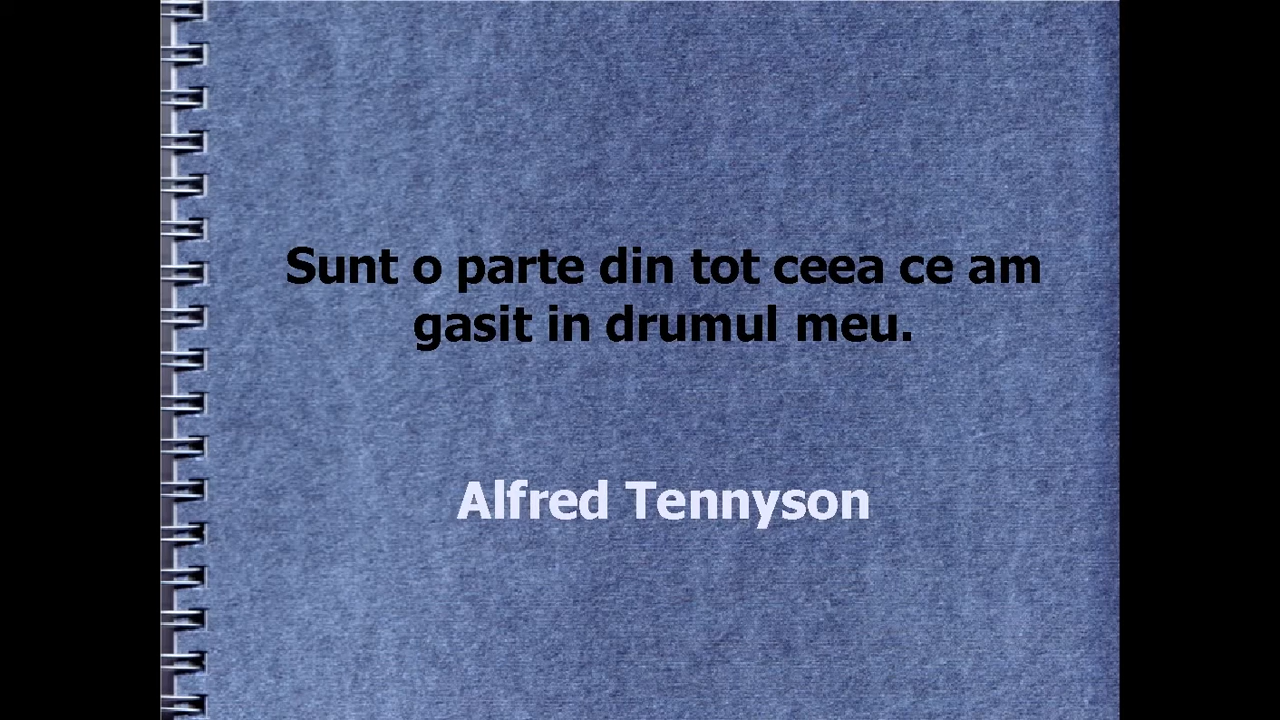 Sunt o parte din tot ceea ce am
gasit in drumul meu.
Alfred Tennyson